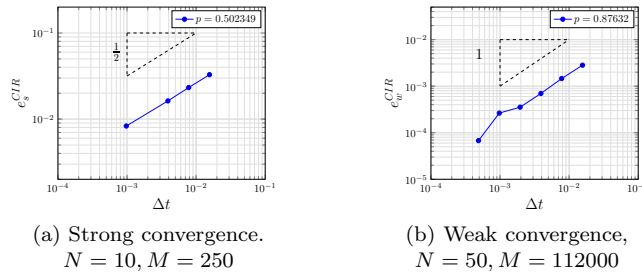 p = 0.502349
10⁻¹
1/2
e_s^{CIR}
10⁻²
10⁻⁴ 10⁻³ 10⁻² 10⁻¹
Δt
(a) Strong convergence.
N = 10, M = 250
p = 0.87632
10⁻²
1
e_w^{CIR}
10⁻³
10⁻⁴
10⁻⁵
10⁻⁴ 10⁻³ 10⁻² 10⁻¹
Δt
(b) Weak convergence,
N = 50, M = 112000